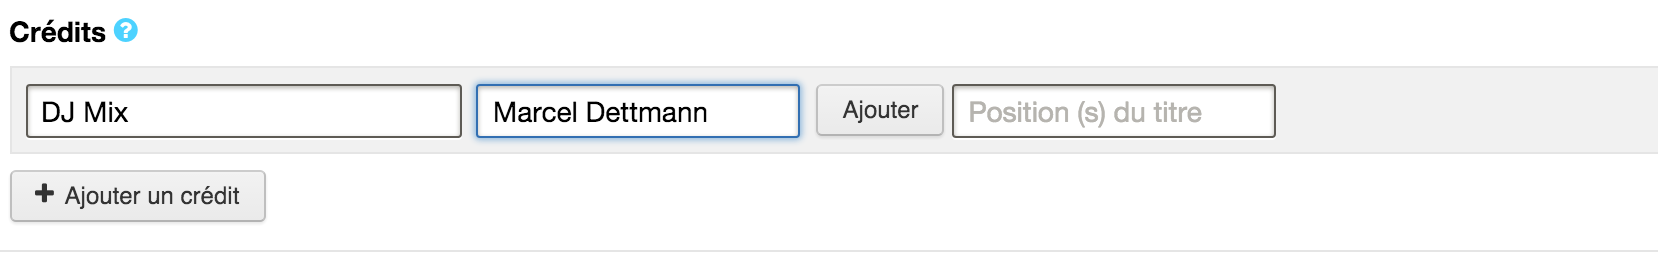 Crédits ?
DJ Mix Marcel Dettmann Ajouter Position (s) du titre
+ Ajouter un crédit